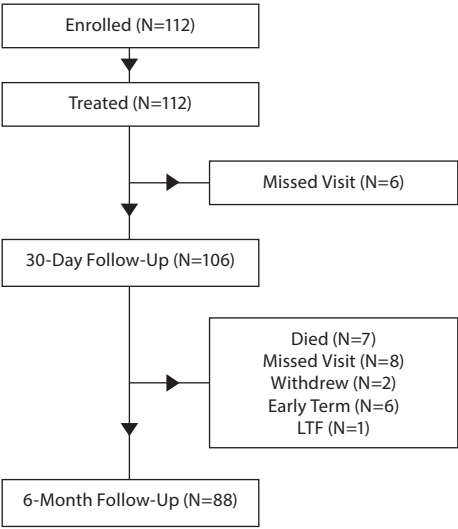 Enrolled (N=112)
Treated (N=112)
Missed Visit (N=6)
30-Day Follow-Up (N=106)
Died (N=7)
Missed Visit (N=8)
Withdrew (N=2)
Early Term (N=6)
LTF (N=1)
6-Month Follow-Up (N=88)